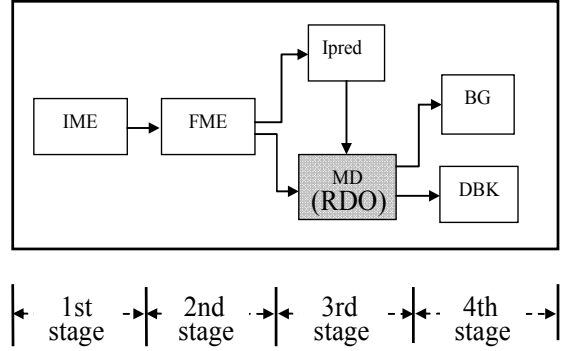 Ipred
BG
IME
FME
MD
(RDO)
DBK
1st
stage
2nd
stage
3rd
stage
4th
stage